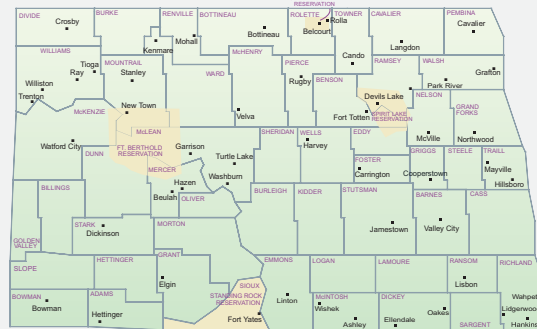 RESERVATION
DIVIDE
BURKE
RENVILLE
BOTTINEAU
ROLETTE
TOWNER
CAVALIER
PEMBINA
Crosby
Rolla
Belcourt
Bottineau
Cavalier
Mohall
Kenmare
Langdon
WILLIAMS
MOUNTRAIL
McHENRY
PIERCE
Cando
RAMSEY
WALSH
Tioga
Ray
Stanley
WARD
Rugby
BENSON
Grafton
Park River
Williston
Trenton
Devils Lake
NELSON
New Town
McKENZIE
Velva
Fort Totten
SPIRIT LAKE
RESERVATION
GRAND
FORKS
McLEAN
SHERIDAN
WELLS
EDDY
McVille
Northwood
Watford City
DUNN
FT. BERTHOLD
RESERVATION
Garrison
Harvey
GRIGGS
STEELE
TRAILL
Turtle Lake
FOSTER
MERCER
Carrington
Cooperstown
Mayville
Washburn
Hazen
Beulah
OLIVER
BILLINGS
BURLEIGH
KIDDER
STUTSMAN
BARNES
CASS
Hillsboro
STARK
Dickinson
MORTON
Jamestown
Valley City
GOLDEN
VALLEY
SLOPE
HETTINGER
GRANT
EMMONS
LOGAN
LAMOURE
RANSOM
RICHLAND
Elgin
SIOUX
Lisbon
BOWMAN
ADAMS
STANDING ROCK
RESERVATION
Linton
McINTOSH
DICKEY
Wahpet
Bowman
Wishek
Oakes
Lidgerwood
Hettinger
Fort Yates
Ashley
Ellendale
SARGENT
Hankins